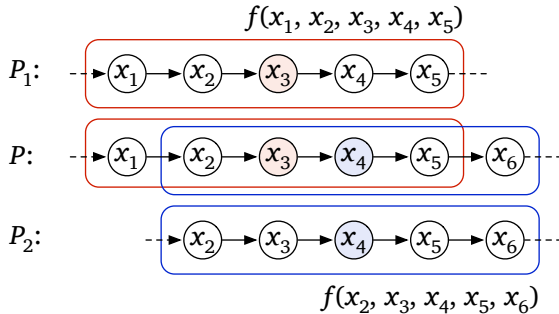 f(x₁, x₂, x₃, x₄, x₅)
P₁: x₁ x₂ x₃ x₄ x₅
P: x₁ x₂ x₃ x₄ x₅ x₆
P₂: x₂ x₃ x₄ x₅ x₆
f(x₂, x₃, x₄, x₅, x₆)